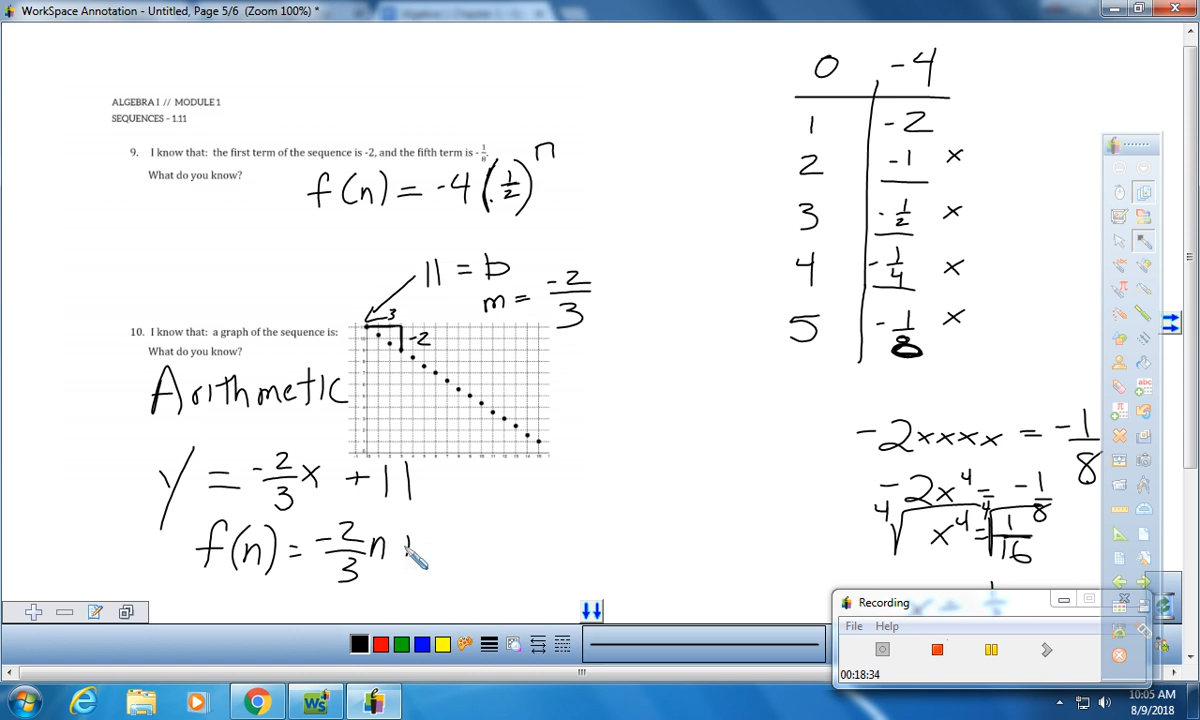 WorkSpace Annotation - Untitled, Page 5/6 (Zoom 100%) *
ALGEBRA I // MODULE 1
SEQUENCES - 1.11
9. I know that: the first term of the sequence is -2, and the fifth term is -1/8.
What do you know?
f(n) = -4(1/2)^n
11 = b
m = -2/3
3
-2
10. I know that: a graph of the sequence is:
What do you know?
Arithmetic
y = -2/3 x + 11
f(n) = -2/3 n
0 -4
1 -2
2 -1 x
3 -1/2 x
4 -1/4 x
5 -1/8 x
-2xxxx = -1/8
-2x^4 = -1/8
4√x^4 = 4√1/16
Recording
File Help
00:18:34
10:05 AM
8/9/2018